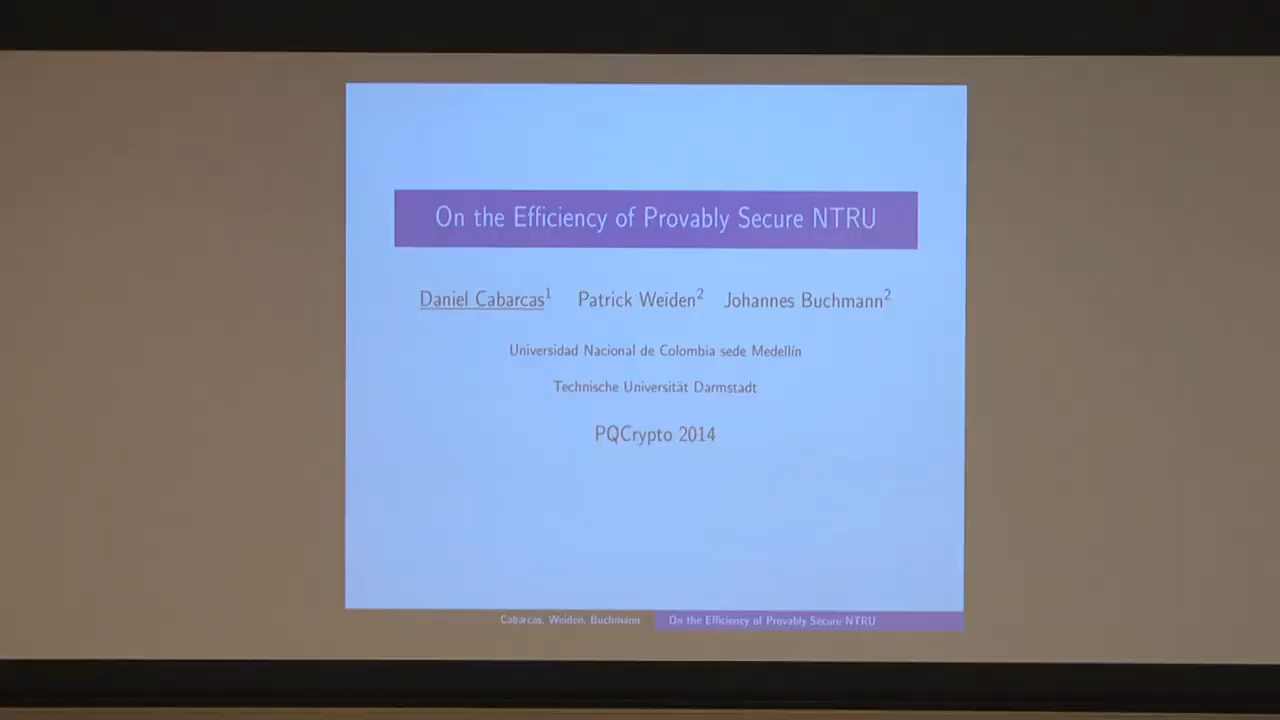 On the Efficiency of Provably Secure NTRU
Daniel Cabarcas1 Patrick Weiden2 Johannes Buchmann2
Universidad Nacional de Colombia sede Medellín
Technische Universität Darmstadt
PQCrypto 2014
Cabarcas, Weiden, Buchmann On the Efficiency of Provably Secure NTRU